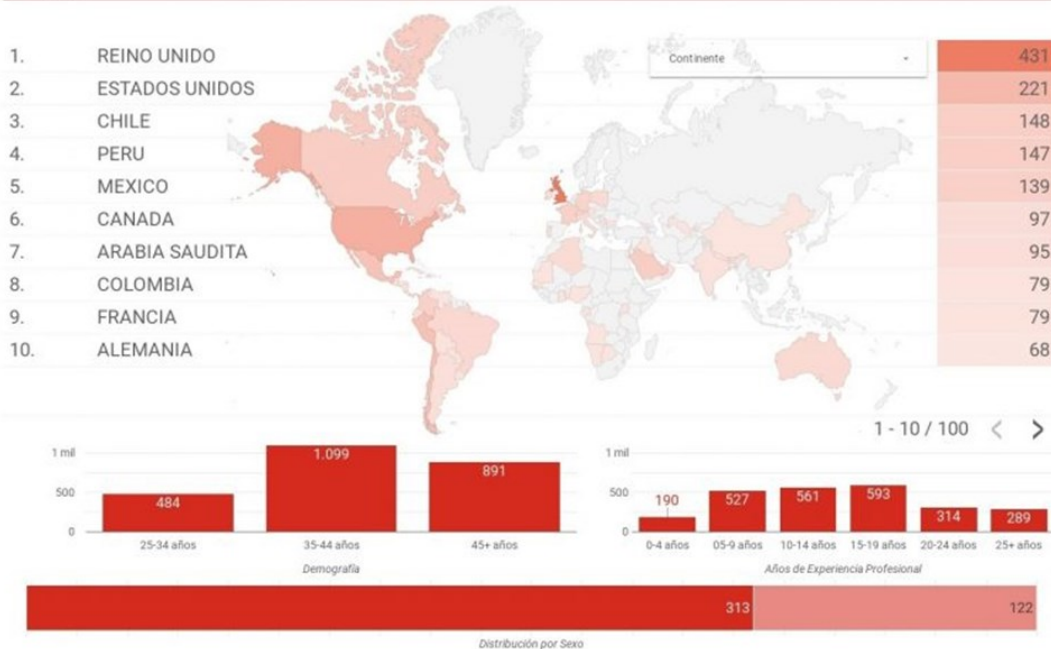 Continente
1. REINO UNIDO 431
2. ESTADOS UNIDOS 221
3. CHILE 148
4. PERU 147
5. MEXICO 139
6. CANADA 97
7. ARABIA SAUDITA 95
8. COLOMBIA 79
9. FRANCIA 79
10. ALEMANIA 68
1 - 10 / 100
1 mil
500
0
484
1.099
891
25-34 años
35-44 años
45+ años
Demografía
1 mil
500
0
190
527
561
593
314
289
0-4 años
05-9 años
10-14 años
15-19 años
20-24 años
25+ años
Años de Experiencia Profesional
313
122
Distribución por Sexo